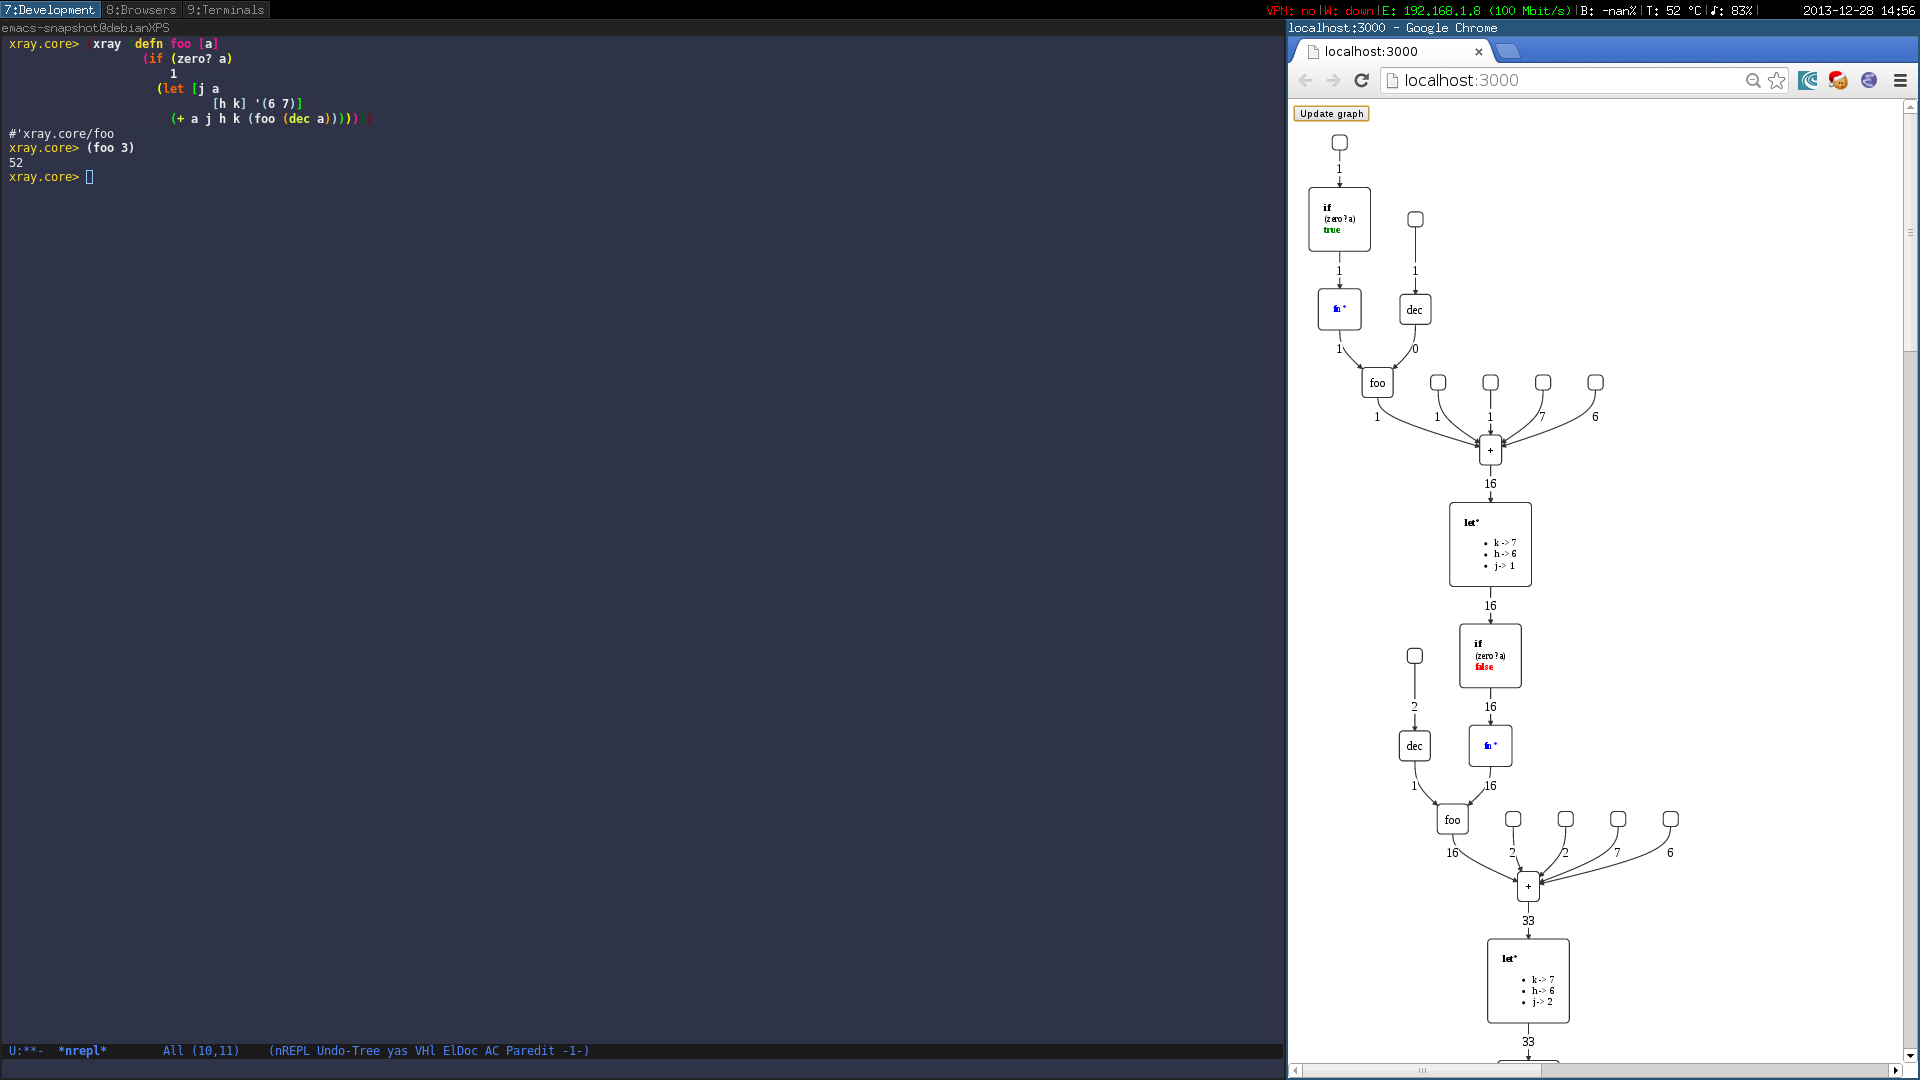 7:Development 8:Browsers 9:Terminals
VPN: no|W: down|E: 192.168.1.8 (100 Mbit/s)|B: -nan%|T: 52 °C|♪: 83%| 2013-12-28 14:56
emacs-snapshot@debianXPS
xray.core> (xray (defn foo [a]
(if (zero? a)
1
(let [j a
[h k] '(6 7)]
(+ a j h k (foo (dec a))))) )
#'xray.core/foo
xray.core> (foo 3)
52
xray.core>
U:**- *nrepl* All (10,11) (nREPL Undo-Tree yas VHl ElDoc AC Paredit -1-)
localhost:3000 - Google Chrome
localhost:3000
localhost:3000
Update graph
1
if
(zero? a)
true
1
1
fn*
dec
1
0
foo
1
1
1
7
6
+
16
let*
• k -> 7
• h -> 6
• j -> 1
16
if
(zero? a)
false
2
16
dec
fn*
1
16
foo
16
2
2
7
6
+
33
let*
• k -> 7
• h -> 6
• j -> 2
33